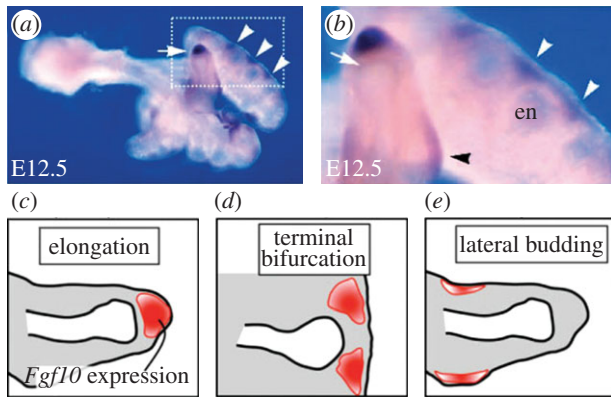 (a)
E12.5
(b)
en
E12.5
(c)
elongation
Fgf10 expression
(d)
terminal
bifurcation
(e)
lateral budding